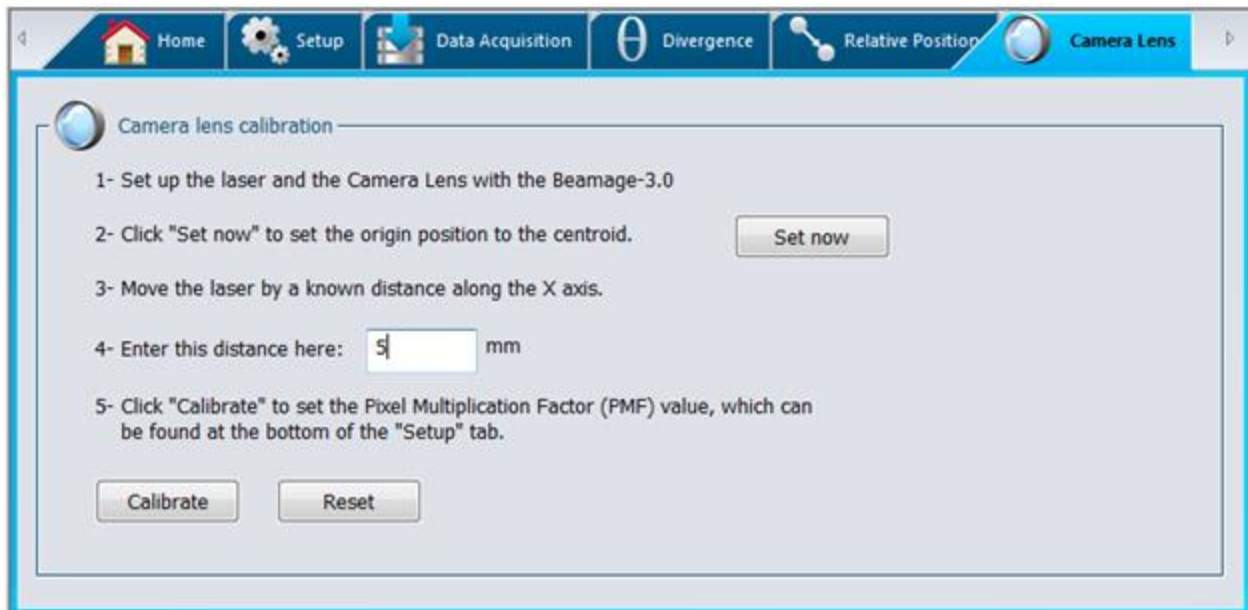 Home Setup Data Acquisition θ Divergence Relative Position Camera Lens
Camera lens calibration
1- Set up the laser and the Camera Lens with the Beamage-3.0
2- Click "Set now" to set the origin position to the centroid. Set now
3- Move the laser by a known distance along the X axis.
4- Enter this distance here: 5 mm
5- Click "Calibrate" to set the Pixel Multiplication Factor (PMF) value, which can
be found at the bottom of the "Setup" tab.
Calibrate Reset